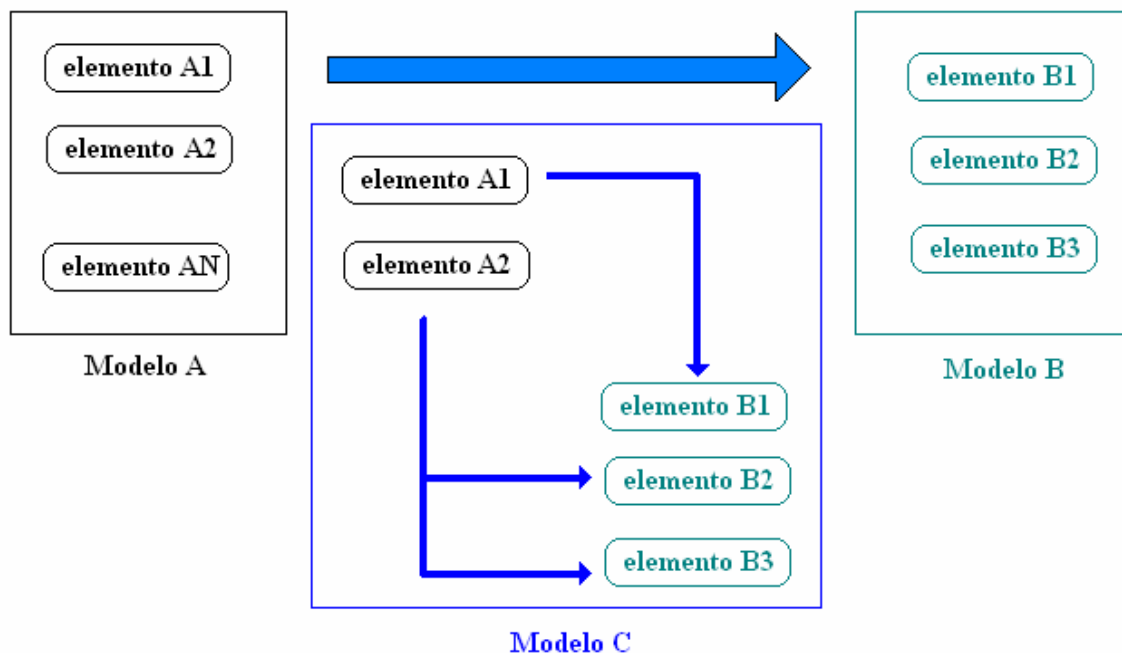 elemento A1
elemento A2
elemento AN
Modelo A
elemento A1
elemento A2
elemento B1
elemento B2
elemento B3
Modelo C
elemento B1
elemento B2
elemento B3
Modelo B